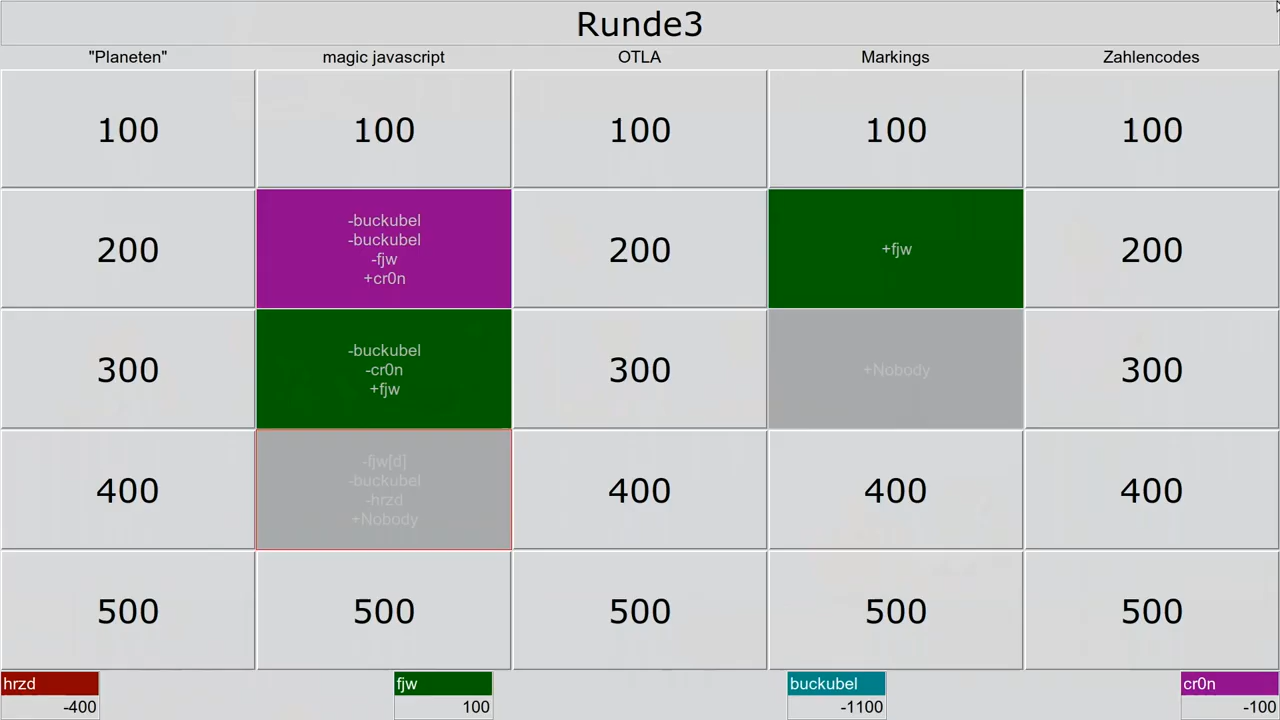 Runde3
"Planeten" magic javascript OTLA Markings Zahlencodes
100 100 100 100 100
200
-buckubel
-buckubel
-fjw
+cr0n
200
+fjw
200
300
-buckubel
-cr0n
+fjw
300
+Nobody
300
400
-fjw[d]
-buckubel
-hrzd
+Nobody
400
400
400
500 500 500 500 500
hrzd fjw buckubel cr0n
-400 100 -1100 -100